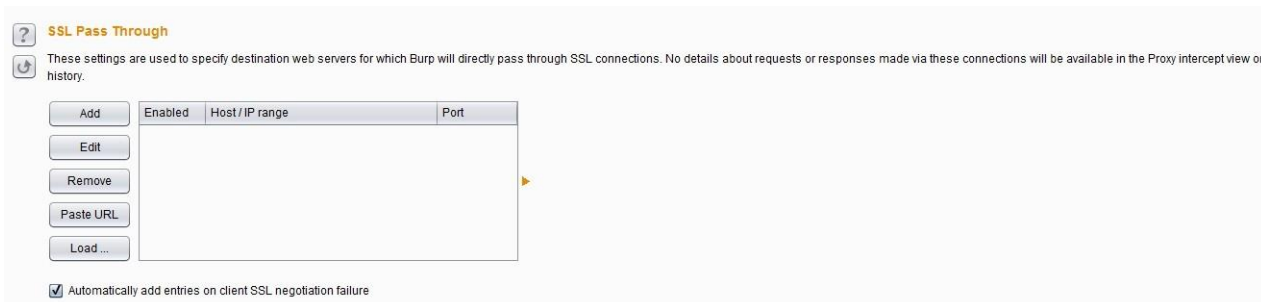 SSL Pass Through
These settings are used to specify destination web servers for which Burp will directly pass through SSL connections. No details about requests or responses made via these connections will be available in the Proxy intercept view or
history.
Add Enabled Host / IP range Port
Edit
Remove
Paste URL
Load ...
Automatically add entries on client SSL negotiation failure